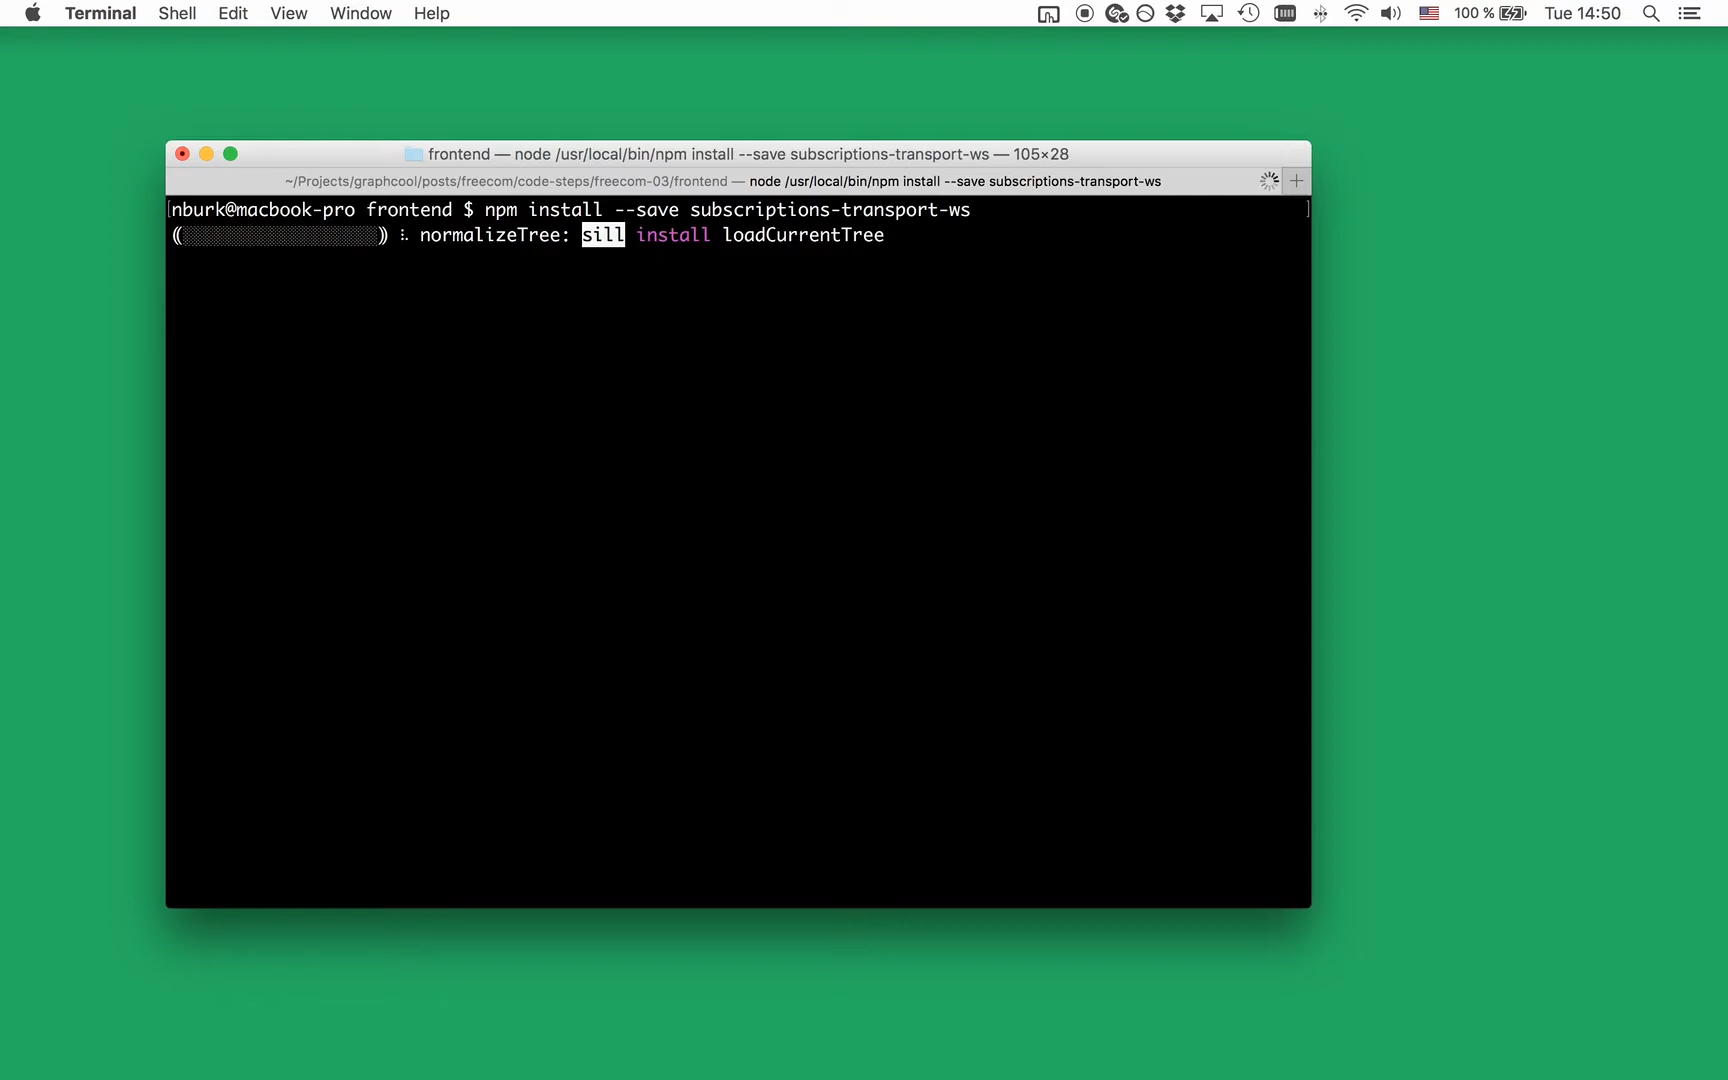 Terminal Shell Edit View Window Help 100 % Tue 14:50
frontend — node /usr/local/bin/npm install --save subscriptions-transport-ws — 105×28
~/Projects/graphcool/posts/freecom/code-steps/freecom-03/frontend — node /usr/local/bin/npm install --save subscriptions-transport-ws
[nburk@macbook-pro frontend $ npm install --save subscriptions-transport-ws ]
(░░░░░░░░░░░░░░░░░░) ⠧ normalizeTree: sill install loadCurrentTree